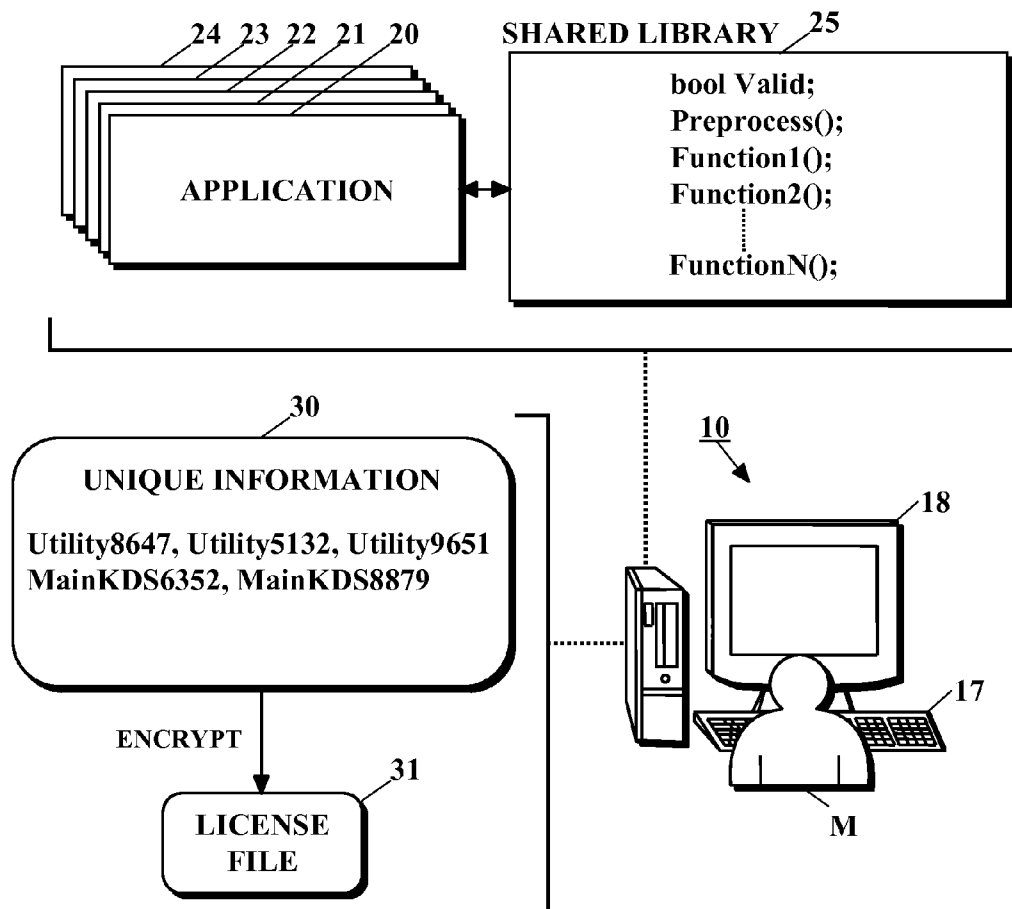 24 23 22 21 20
SHARED LIBRARY 25
bool Valid;
Preprocess();
Function1();
Function2();
FunctionN();
APPLICATION
30
UNIQUE INFORMATION
Utility8647, Utility5132, Utility9651
MainKDS6352, MainKDS8879
ENCRYPT
31
LICENSE
FILE
10
18
17
M